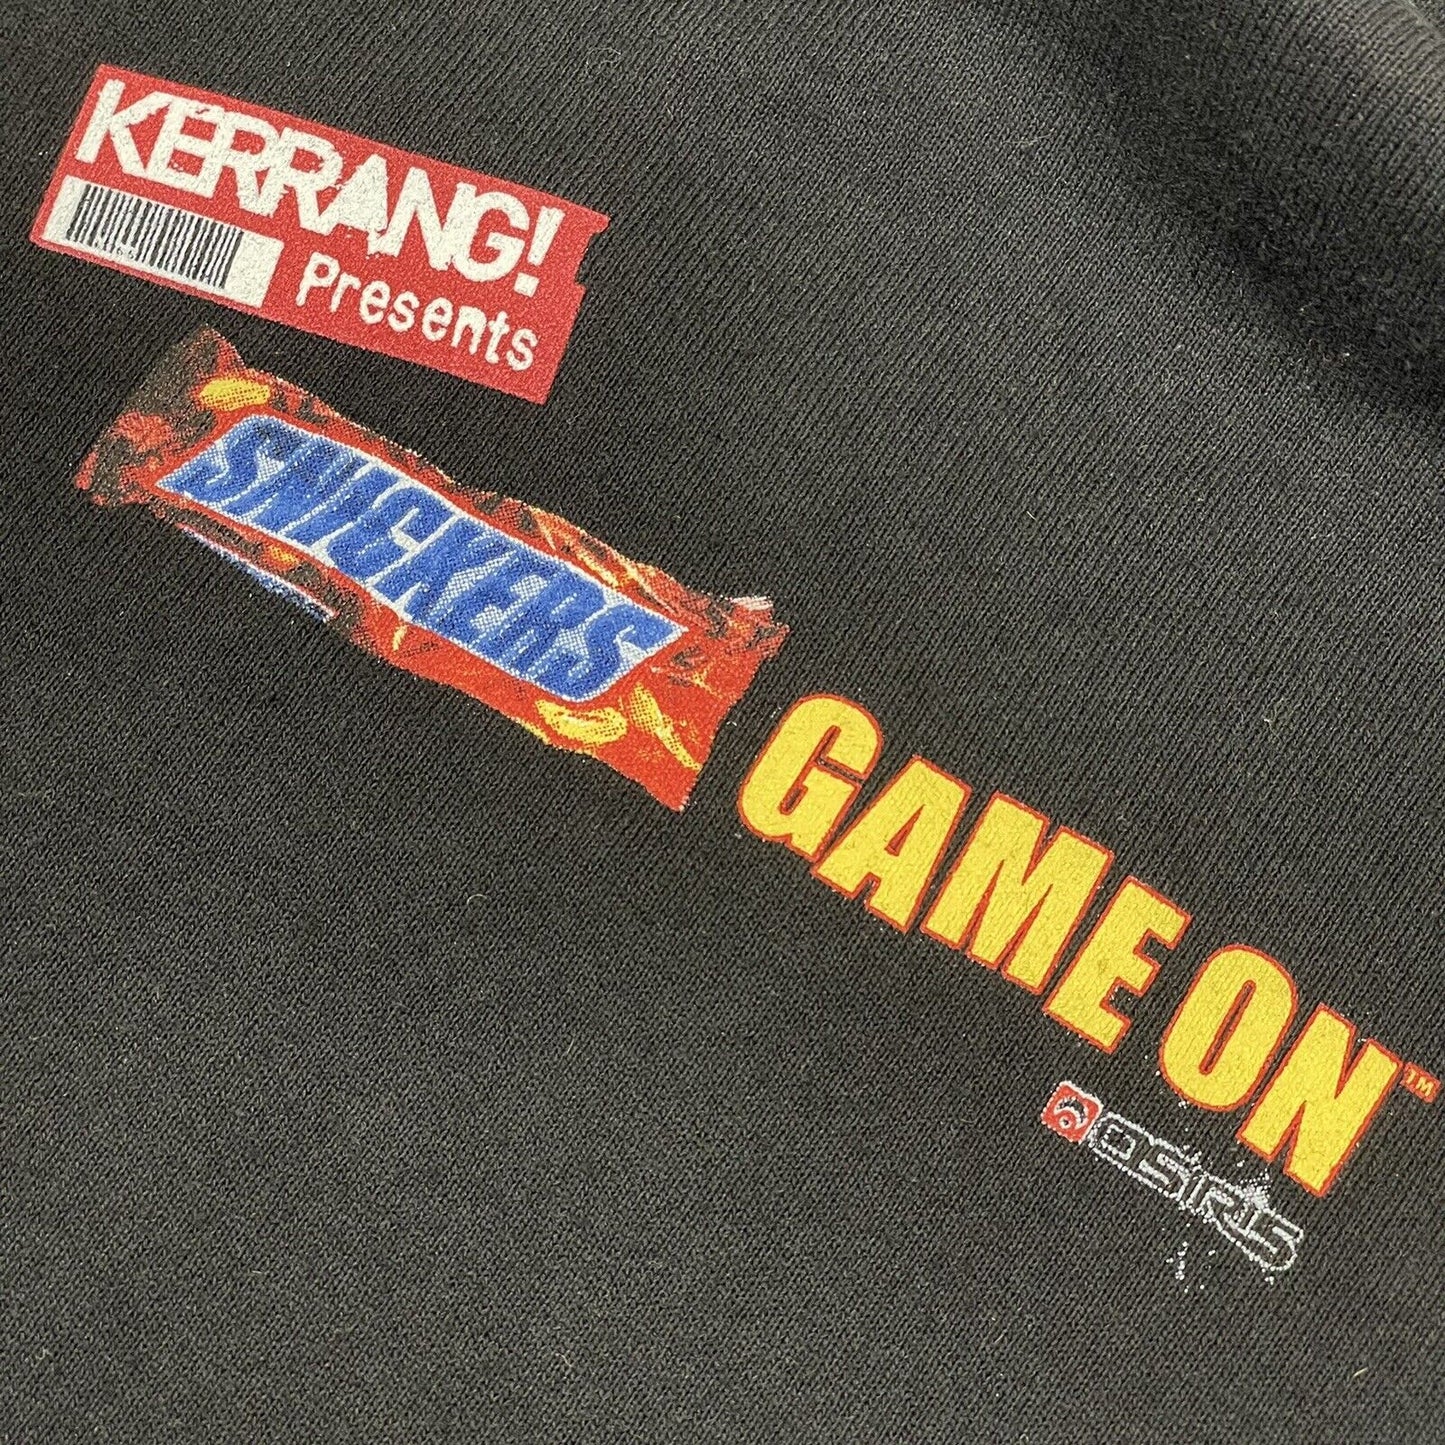 KERRANG!
Presents
SNICKERS
GAME ON™
OSIRIS